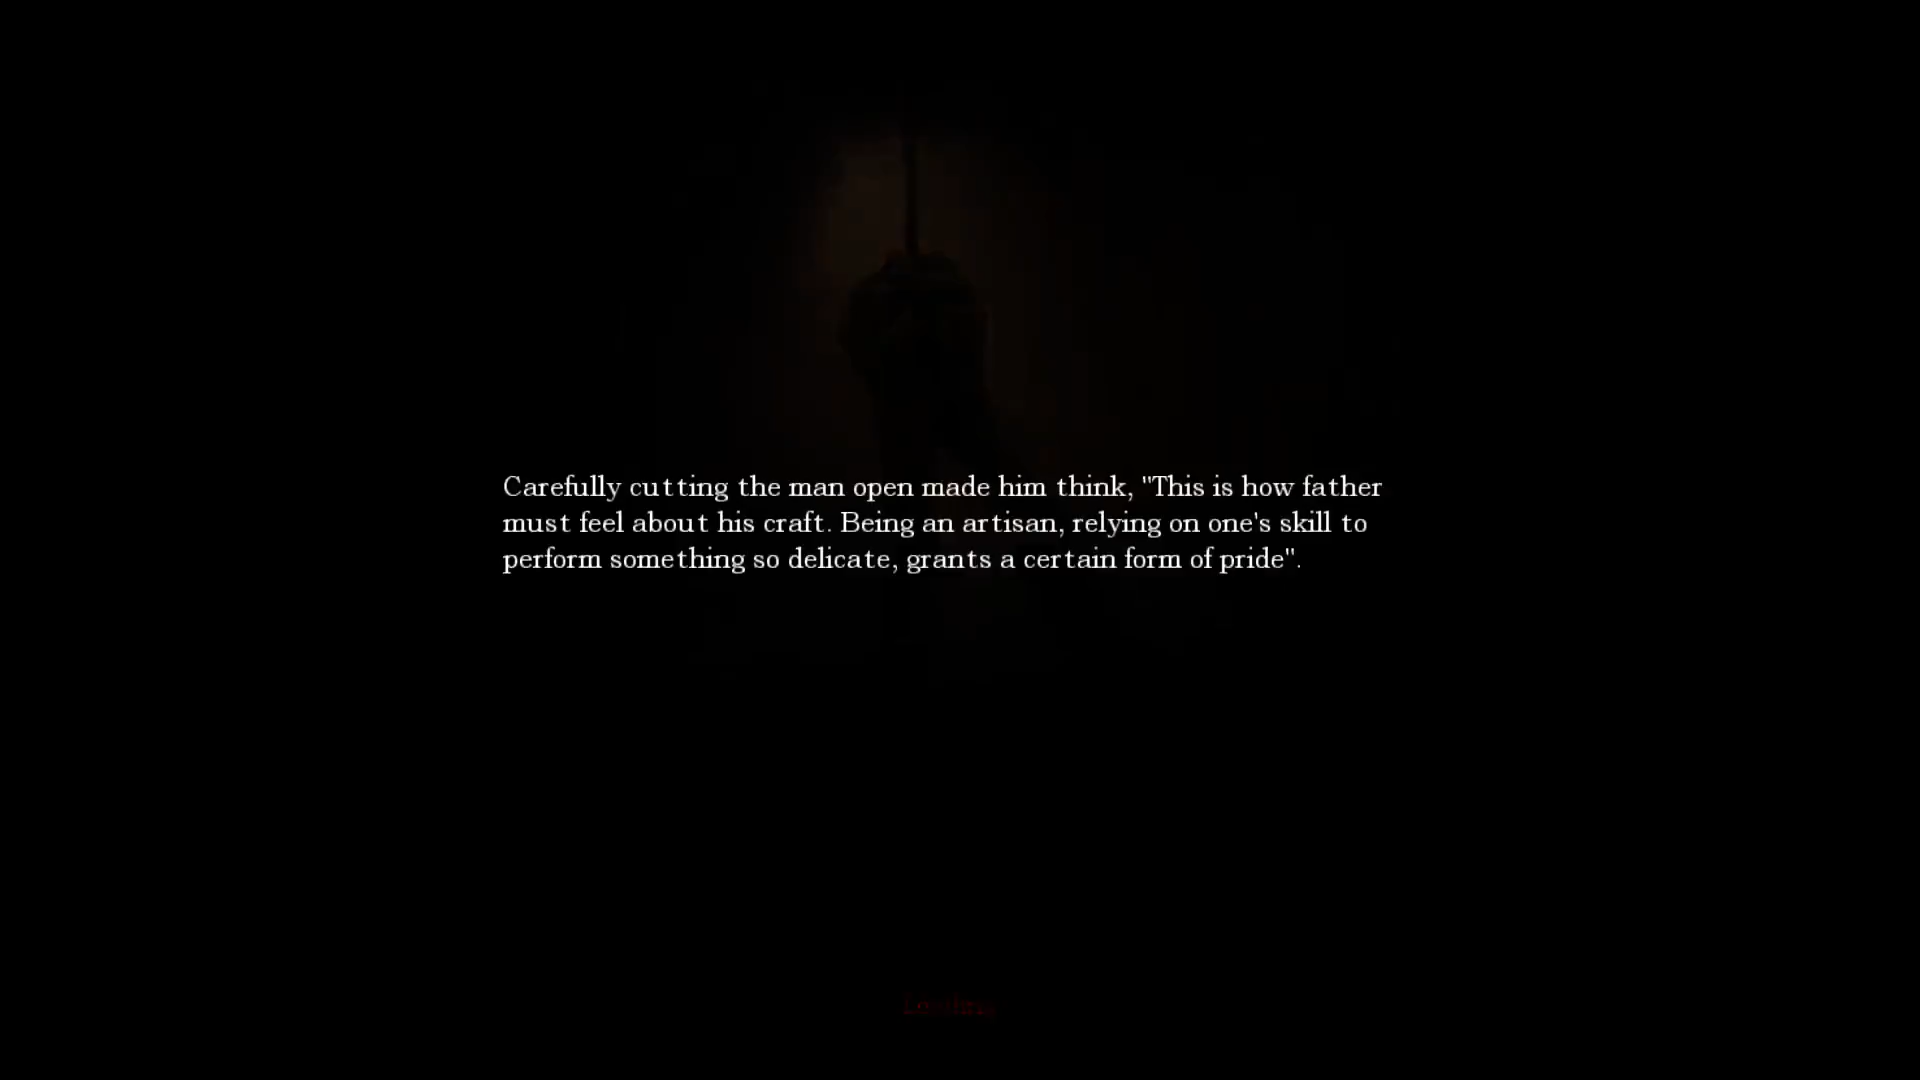 Carefully cutting the man open made him think, "This is how father
must feel about his craft. Being an artisan, relying on one's skill to
perform something so delicate, grants a certain form of pride".